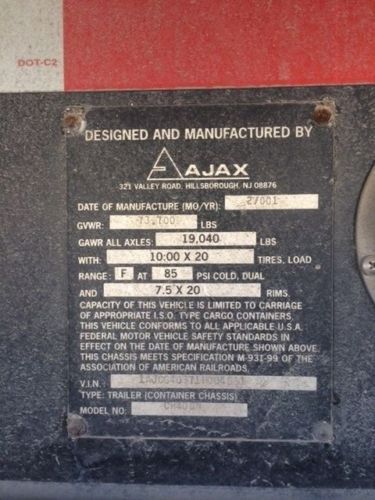 DOT-C2
DESIGNED AND MANUFACTURED BY
AJAX
321 VALLEY ROAD, HILLSBOROUGH, NJ 08876
DATE OF MANUFACTURE (MO/YR): 2/001
GVWR: 73,700 LBS
GAWR ALL AXLES: 19,040 LBS
WITH: 10:00 X 20 TIRES, LOAD
RANGE: F AT 85 PSI COLD, DUAL
AND 7.5 X 20 RIMS.
CAPACITY OF THIS VEHICLE IS LIMITED TO CARRIAGE
OF APPROPRIATE I.S.O. TYPE CARGO CONTAINERS.
THIS VEHICLE CONFORMS TO ALL APPLICABLE U.S.A.
FEDERAL MOTOR VEHICLE SAFETY STANDARDS IN
EFFECT ON THE DATE OF MANUFACTURE SHOWN ABOVE.
THIS CHASSIS MEETS SPECIFICATION M-931-99 OF THE
ASSOCIATION OF AMERICAN RAILROADS.
V.I.N.
TYPE: TRAILER (CONTAINER CHASSIS)
MODEL NO.: